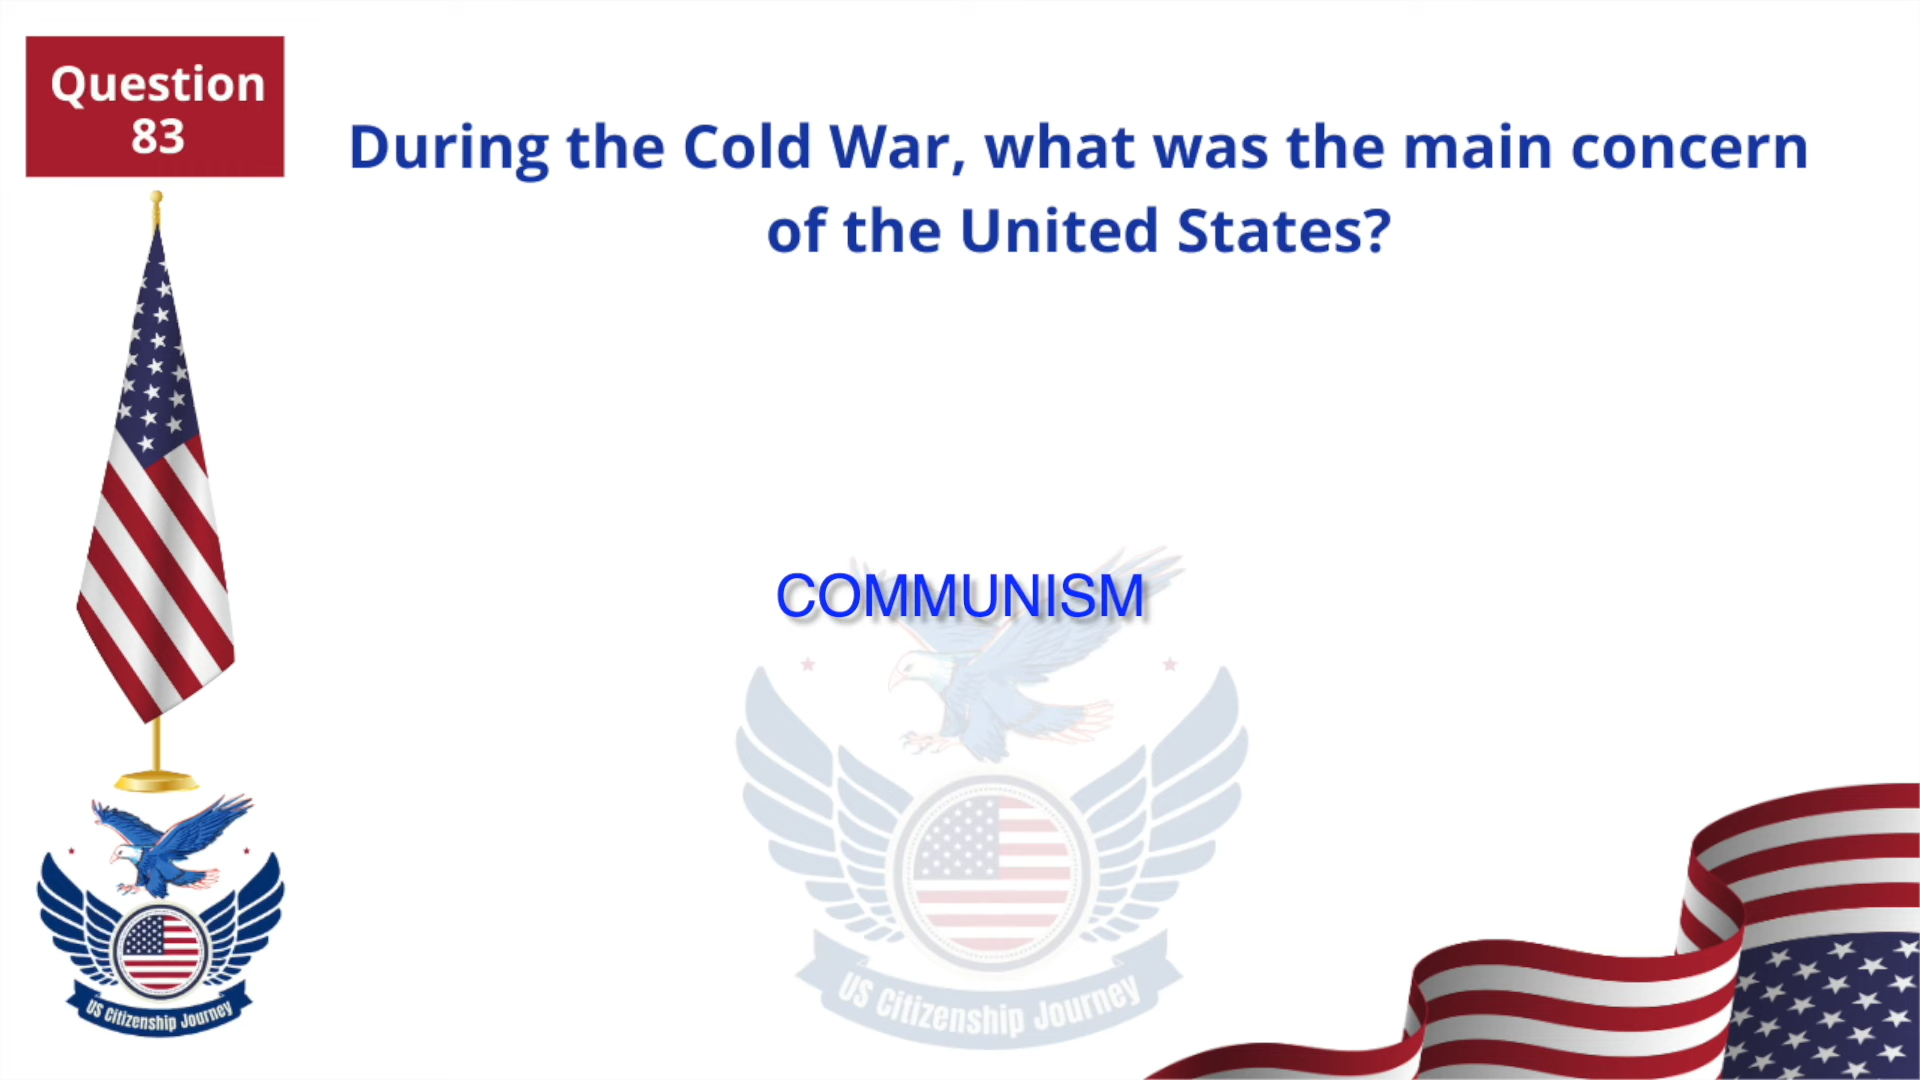 Question
83
During the Cold War, what was the main concern
of the United States?
COMMUNISM
US Citizenship Journey
US Citizenship Journey